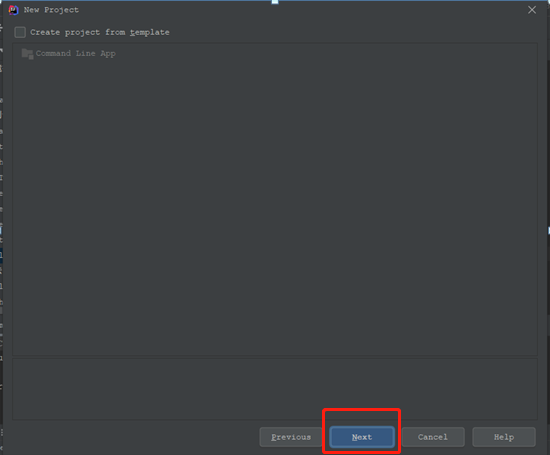 New Project
Create project from template
Command Line App
Previous
Next
Cancel
Help